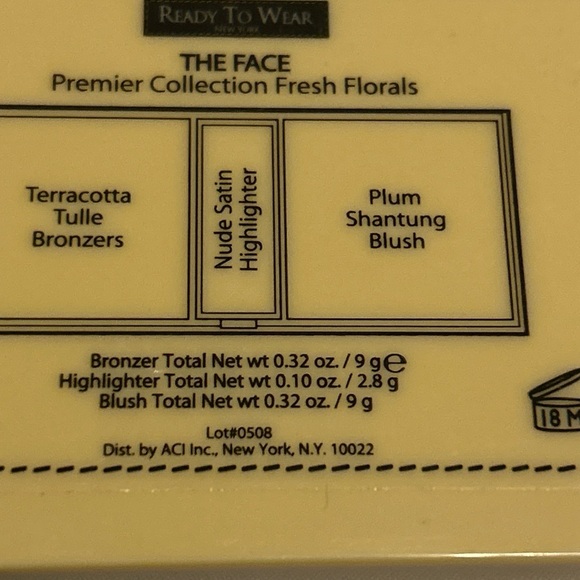 READY TO WEAR
NEW YORK
THE FACE
Premier Collection Fresh Florals
Terracotta
Tulle
Bronzers
Nude Satin
Highlighter
Plum
Shantung
Blush
Bronzer Total Net wt 0.32 oz. / 9 g℮
Highlighter Total Net wt 0.10 oz. / 2.8 g
Blush Total Net wt 0.32 oz. / 9 g
Lot#0508
Dist. by ACI Inc., New York, N.Y. 10022
18 M